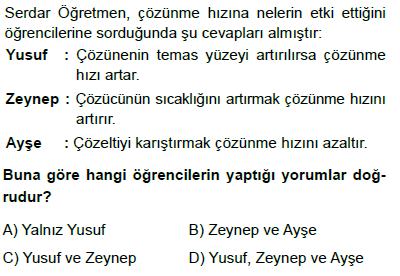 Serdar Öğretmen, çözünme hızına nelerin etki ettiğini
öğrencilerine sorduğunda şu cevapları almıştır:
Yusuf : Çözünenin temas yüzeyi artırılırsa çözünme
hızı artar.
Zeynep : Çözücünün sıcaklığını artırmak çözünme hızını
artırır.
Ayşe : Çözeltiyi karıştırmak çözünme hızını azaltır.
Buna göre hangi öğrencilerin yaptığı yorumlar doğ-
rudur?
A) Yalnız Yusuf B) Zeynep ve Ayşe
C) Yusuf ve Zeynep D) Yusuf, Zeynep ve Ayşe